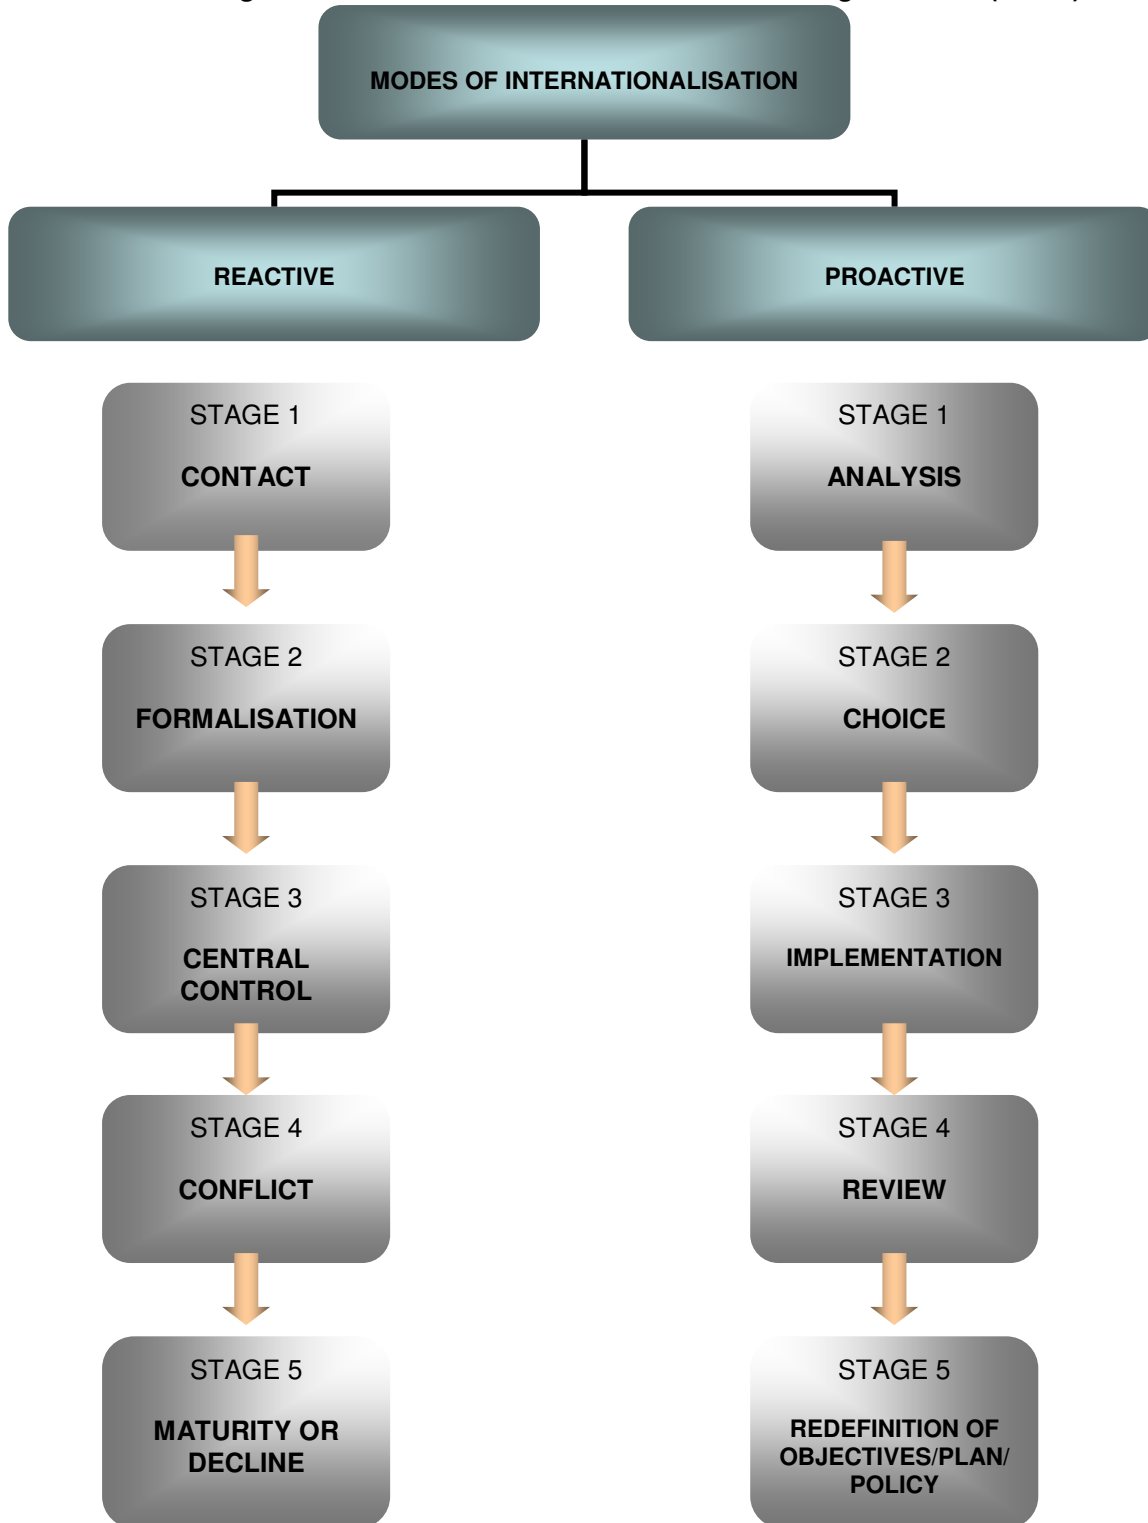 MODES OF INTERNATIONALISATION
REACTIVE
PROACTIVE
STAGE 1
CONTACT
STAGE 2
FORMALISATION
STAGE 3
CENTRAL
CONTROL
STAGE 4
CONFLICT
STAGE 5
MATURITY OR
DECLINE
STAGE 1
ANALYSIS
STAGE 2
CHOICE
STAGE 3
IMPLEMENTATION
STAGE 4
REVIEW
STAGE 5
REDEFINITION OF
OBJECTIVES/PLAN/
POLICY